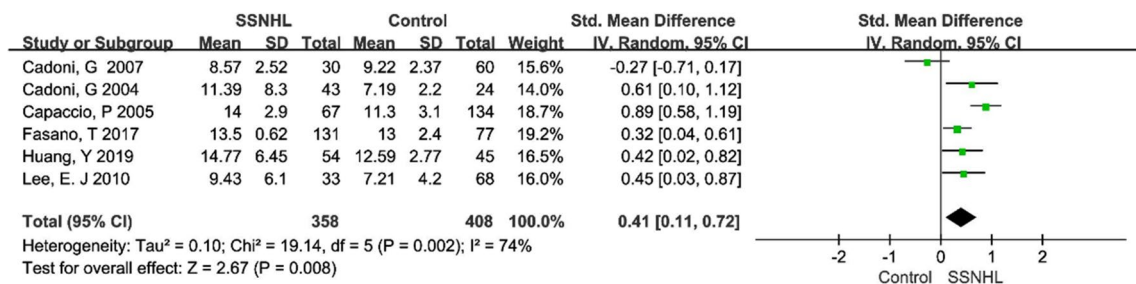 SSNHL Control Std. Mean Difference Std. Mean Difference
Study or Subgroup Mean SD Total Mean SD Total Weight IV, Random, 95% CI IV, Random, 95% CI
Cadoni, G 2007 8.57 2.52 30 9.22 2.37 60 15.6% -0.27 [-0.71, 0.17]
Cadoni, G 2004 11.39 8.3 43 7.19 2.2 24 14.0% 0.61 [0.10, 1.12]
Capaccio, P 2005 14 2.9 67 11.3 3.1 134 18.7% 0.89 [0.58, 1.19]
Fasano, T 2017 13.5 0.62 131 13 2.4 77 19.2% 0.32 [0.04, 0.61]
Huang, Y 2019 14.77 6.45 54 12.59 2.77 45 16.5% 0.42 [0.02, 0.82]
Lee, E. J 2010 9.43 6.1 33 7.21 4.2 68 16.0% 0.45 [0.03, 0.87]
Total (95% CI) 358 408 100.0% 0.41 [0.11, 0.72]
Heterogeneity: Tau² = 0.10; Chi² = 19.14, df = 5 (P = 0.002); I² = 74%
Test for overall effect: Z = 2.67 (P = 0.008)
-2 -1 0 1 2
Control SSNHL